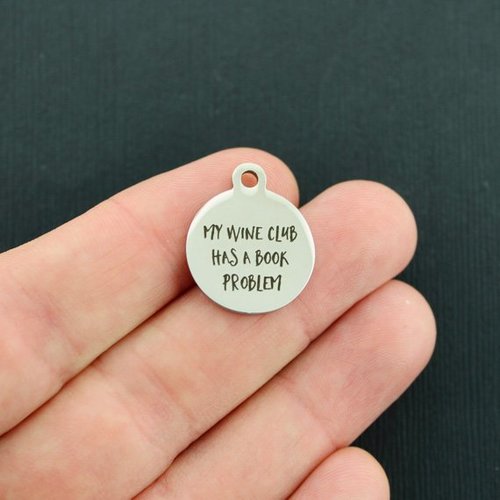 MY WINE CLUB
HAS A BOOK
PROBLEM